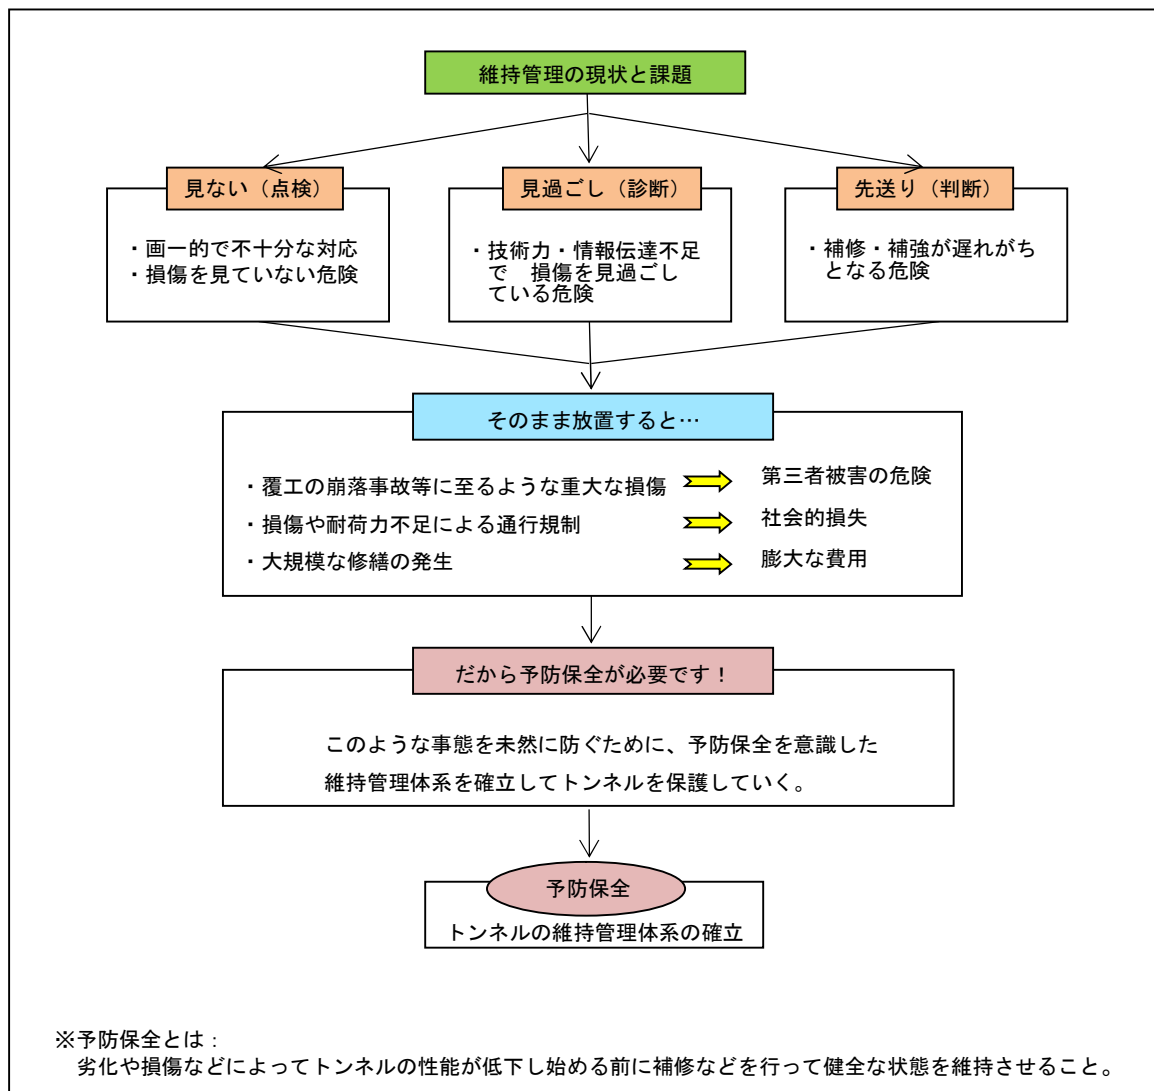 維持管理の現状と課題
見ない（点検）
・画一的で不十分な対応
・損傷を見ていない危険
見過ごし（診断）
・技術力・情報伝達不足
で　損傷を見過ごし
ている危険
先送り（判断）
・補修・補強が遅れがち
となる危険
そのまま放置すると…
・覆工の崩落事故等に至るような重大な損傷
第三者被害の危険
・損傷や耐荷力不足による通行規制
社会的損失
・大規模な修繕の発生
膨大な費用
だから予防保全が必要です！
このような事態を未然に防ぐために、予防保全を意識した
維持管理体系を確立してトンネルを保護していく。
予防保全
トンネルの維持管理体系の確立
※予防保全とは：
劣化や損傷などによってトンネルの性能が低下し始める前に補修などを行って健全な状態を維持させること。